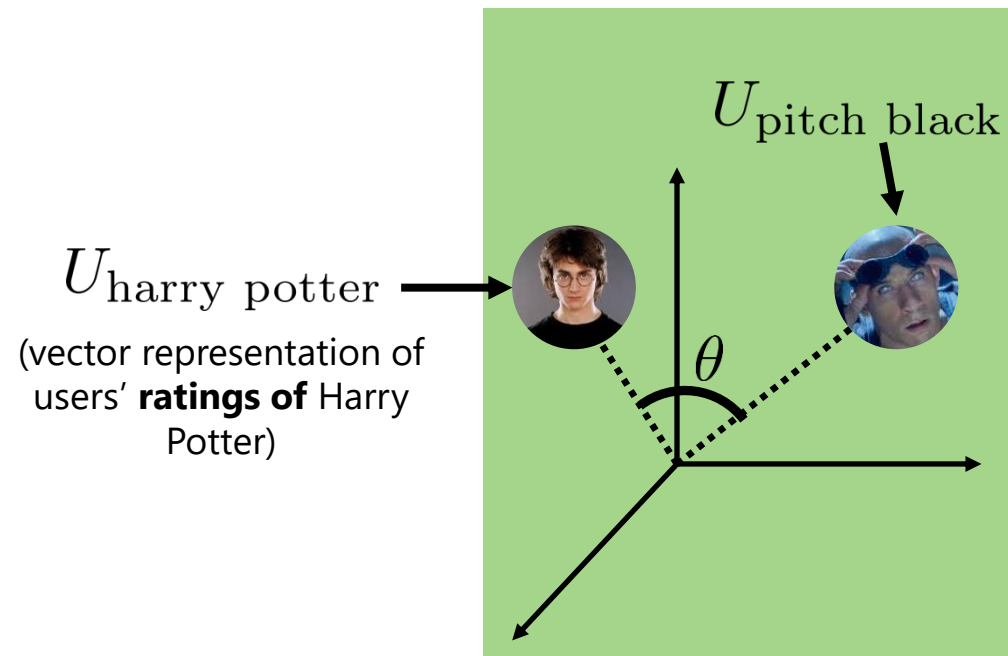 U_pitch black
U_harry potter
(vector representation of
users’ ratings of Harry
Potter)
θ